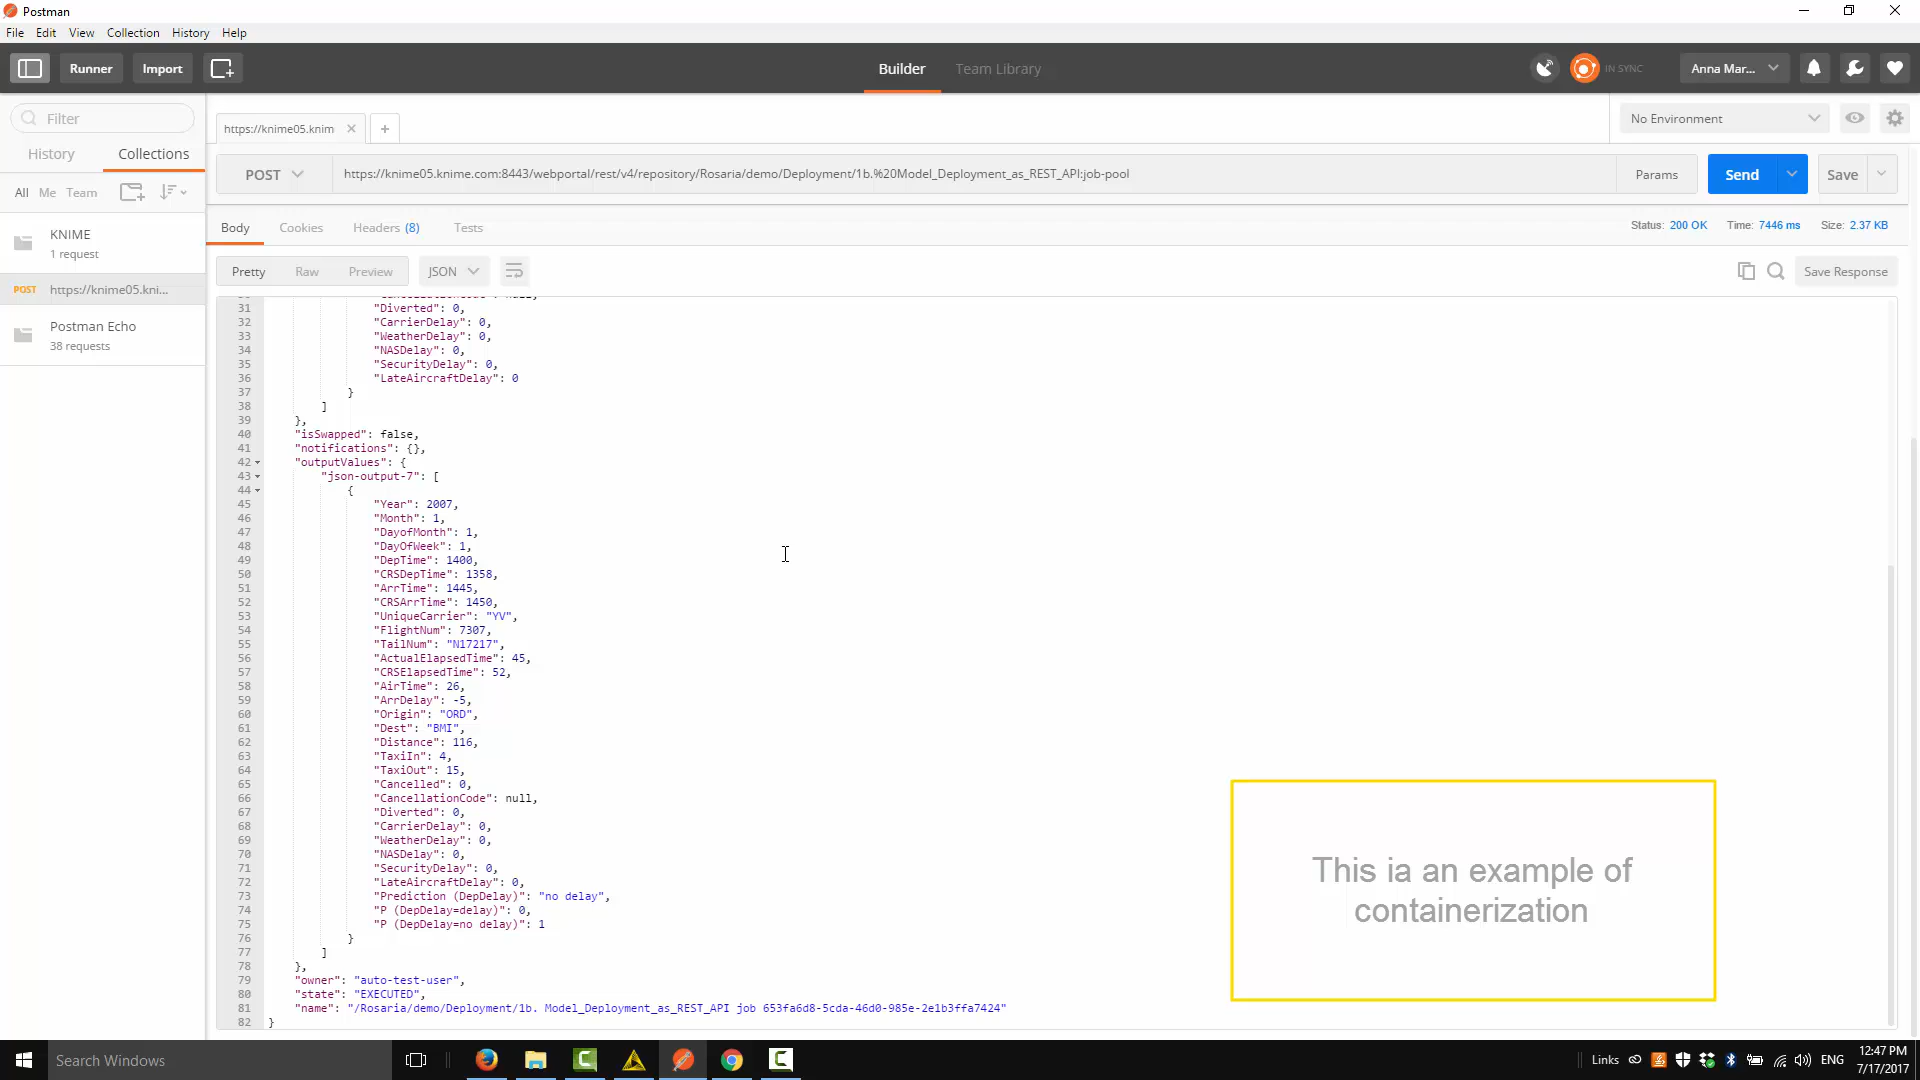 Postman
File Edit View Collection History Help
Runner Import Builder Team Library IN SYNC Anna Mar...
Filter
History Collections
All Me Team
KNIME
1 request
POST https://knime05.kni...
Postman Echo
38 requests
https://knime05.knim
No Environment
POST https://knime05.knime.com:8443/webportal/rest/v4/repository/Rosaria/demo/Deployment/1b.%20Model_Deployment_as_REST_API:job-pool Params Send Save
Body Cookies Headers (8) Tests Status: 200 OK Time: 7446 ms Size: 2.37 KB
Pretty Raw Preview JSON Save Response
31 "Diverted": 0,
32 "CarrierDelay": 0,
33 "WeatherDelay": 0,
34 "NASDelay": 0,
35 "SecurityDelay": 0,
36 "LateAircraftDelay": 0
37 }
38 ]
39 },
40 "isSwapped": false,
41 "notifications": {},
42 "outputValues": {
43 "json-output-7": [
44 {
45 "Year": 2007,
46 "Month": 1,
47 "DayofMonth": 1,
48 "DayOfWeek": 1,
49 "DepTime": 1400,
50 "CRSDepTime": 1358,
51 "ArrTime": 1445,
52 "CRSArrTime": 1450,
53 "UniqueCarrier": "YV",
54 "FlightNum": 7307,
55 "TailNum": "N17217",
56 "ActualElapsedTime": 45,
57 "CRSElapsedTime": 52,
58 "AirTime": 26,
59 "ArrDelay": -5,
60 "Origin": "ORD",
61 "Dest": "BMI",
62 "Distance": 116,
63 "TaxiIn": 4,
64 "TaxiOut": 15,
65 "Cancelled": 0,
66 "CancellationCode": null,
67 "Diverted": 0,
68 "CarrierDelay": 0,
69 "WeatherDelay": 0,
70 "NASDelay": 0,
71 "SecurityDelay": 0,
72 "LateAircraftDelay": 0,
73 "Prediction (DepDelay)": "no delay",
74 "P (DepDelay=delay)": 0,
75 "P (DepDelay=no delay)": 1
76 }
77 ]
78 },
79 "owner": "auto-test-user",
80 "state": "EXECUTED",
81 "name": "/Rosaria/demo/Deployment/1b. Model_Deployment_as_REST_API job 653fa6d8-5cda-46d0-985e-2e1b3ffa7424"
82 }
This ia an example of
containerization
Search Windows
Links ENG 12:47 PM
7/17/2017